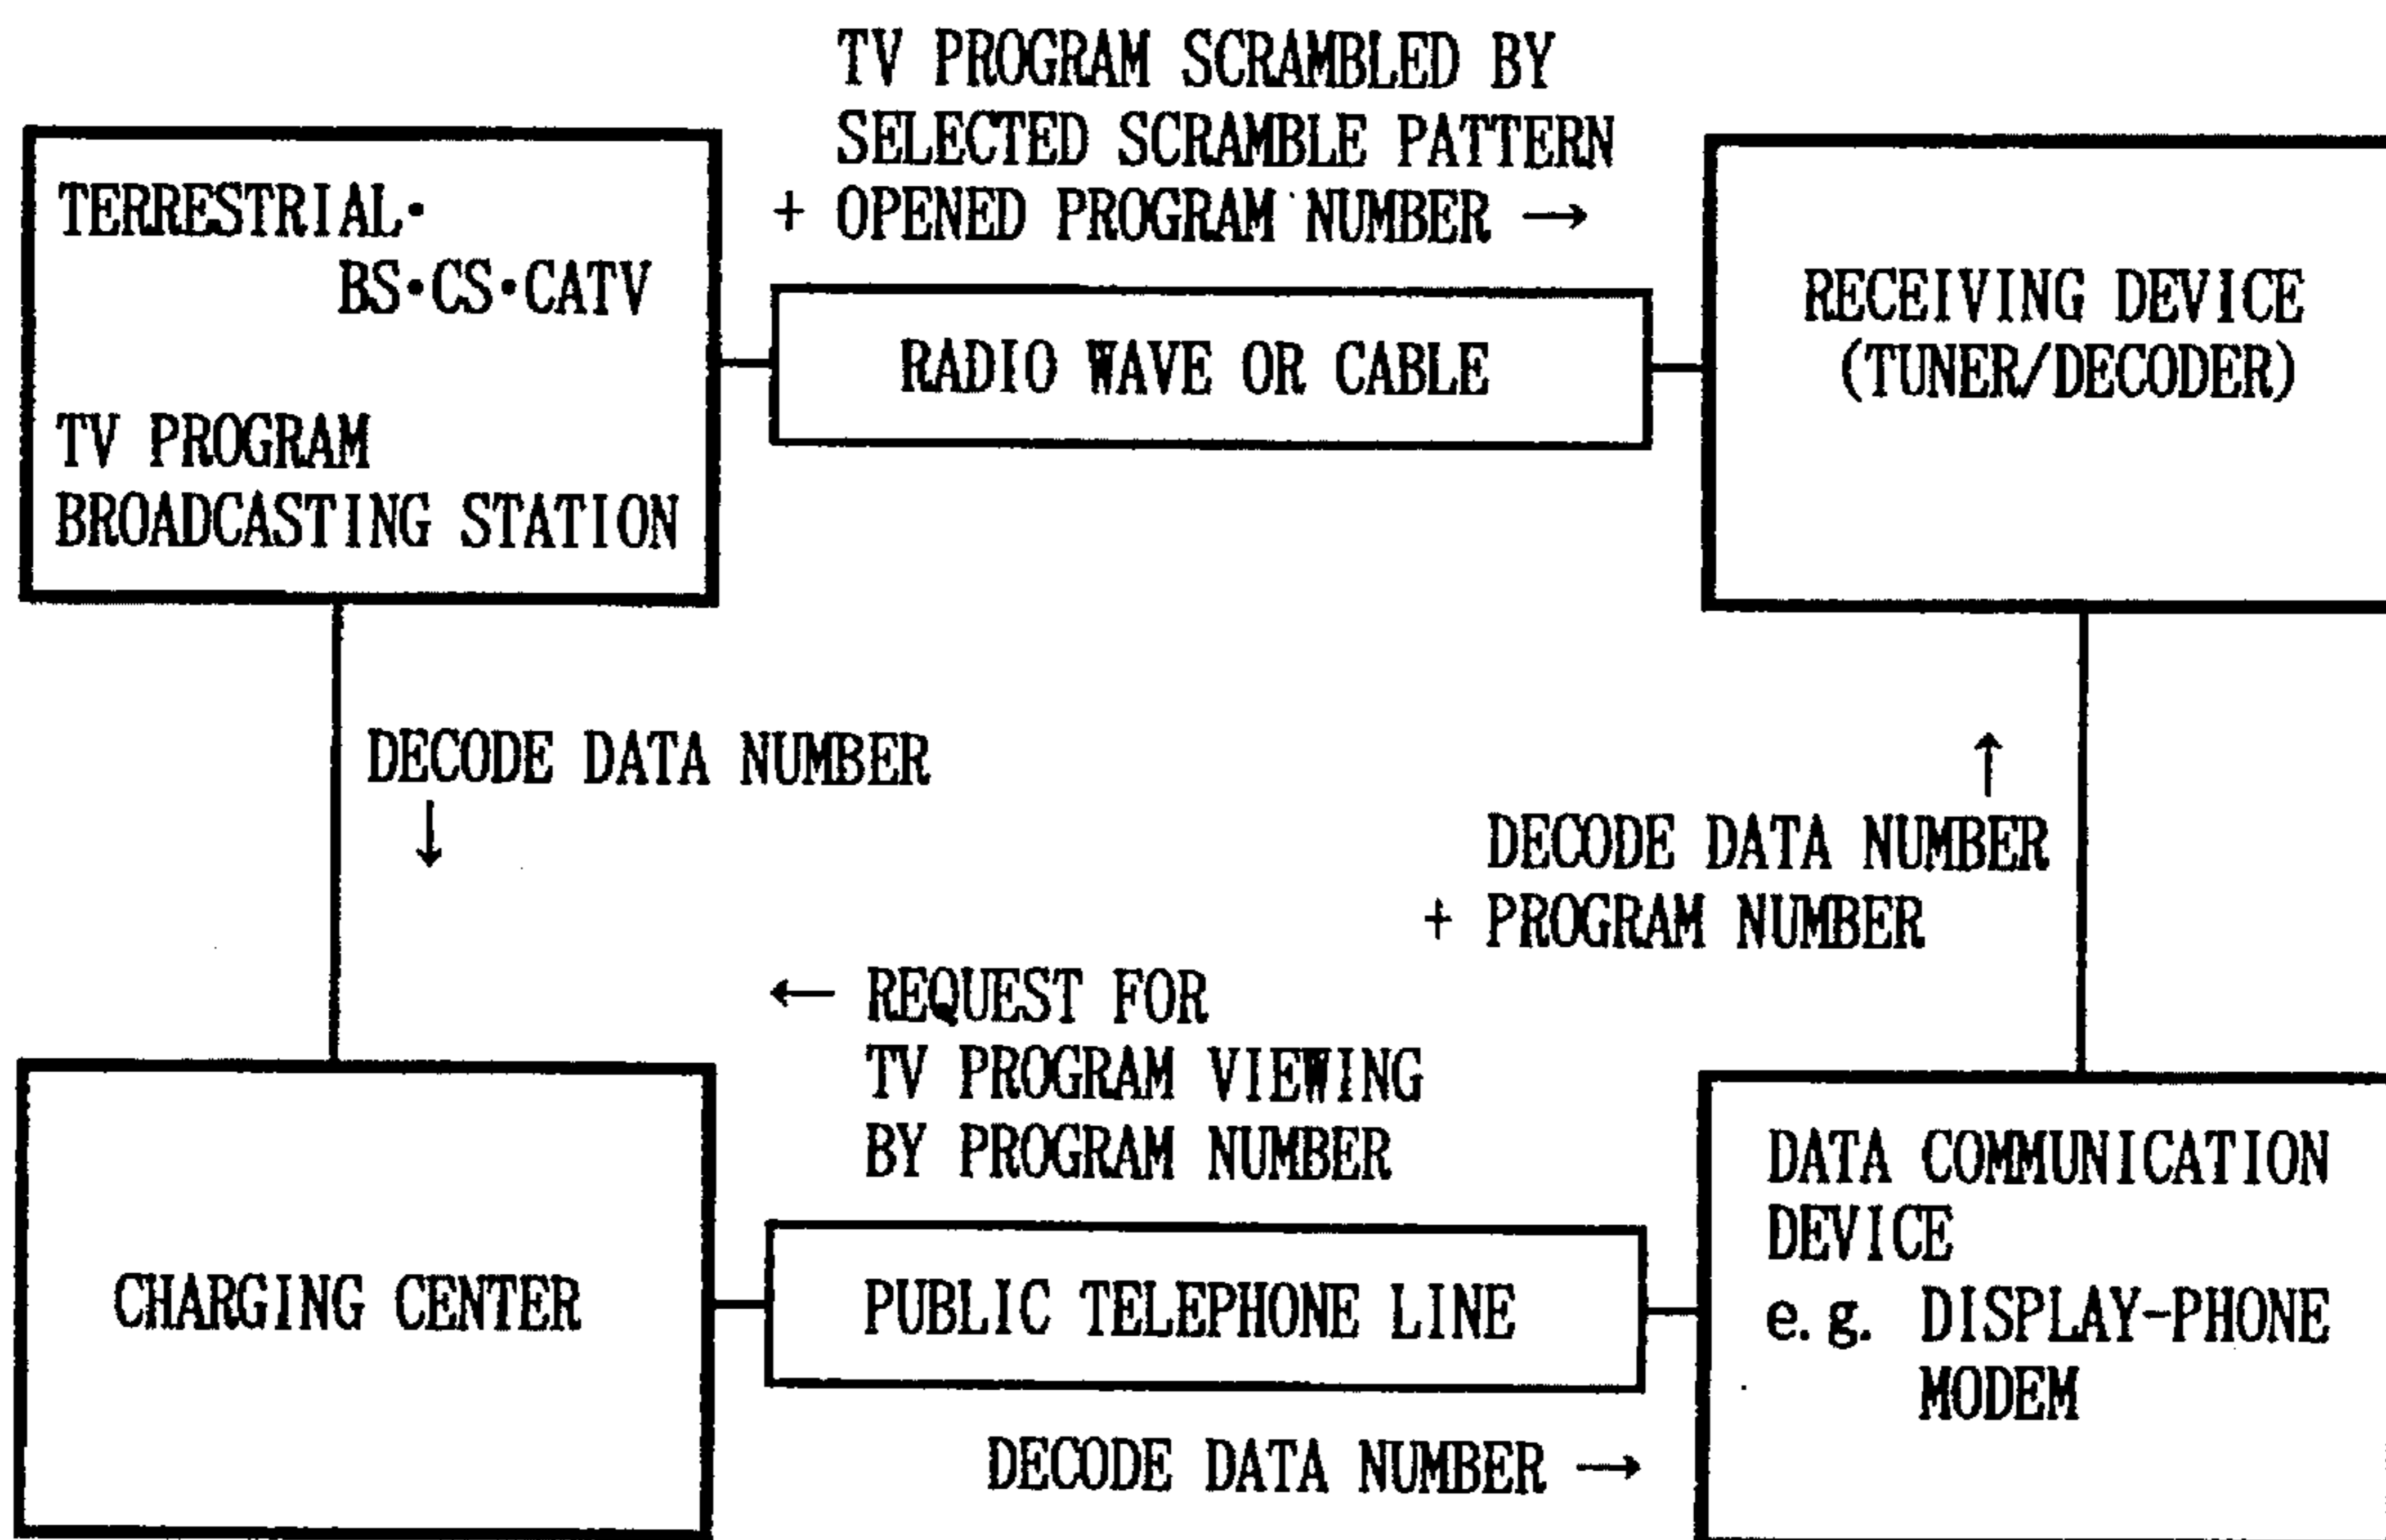 TV PROGRAM SCRAMBLED BY
SELECTED SCRAMBLE PATTERN
+ OPENED PROGRAM NUMBER →
TERRESTRIAL・
BS・CS・CATV
TV PROGRAM
BROADCASTING STATION
RADIO WAVE OR CABLE
RECEIVING DEVICE
(TUNER/DECODER)
DECODE DATA NUMBER
↓
↑
DECODE DATA NUMBER
+ PROGRAM NUMBER
← REQUEST FOR
TV PROGRAM VIEWING
BY PROGRAM NUMBER
CHARGING CENTER
PUBLIC TELEPHONE LINE
DATA COMMUNICATION
DEVICE
e.g. DISPLAY-PHONE
MODEM
DECODE DATA NUMBER →